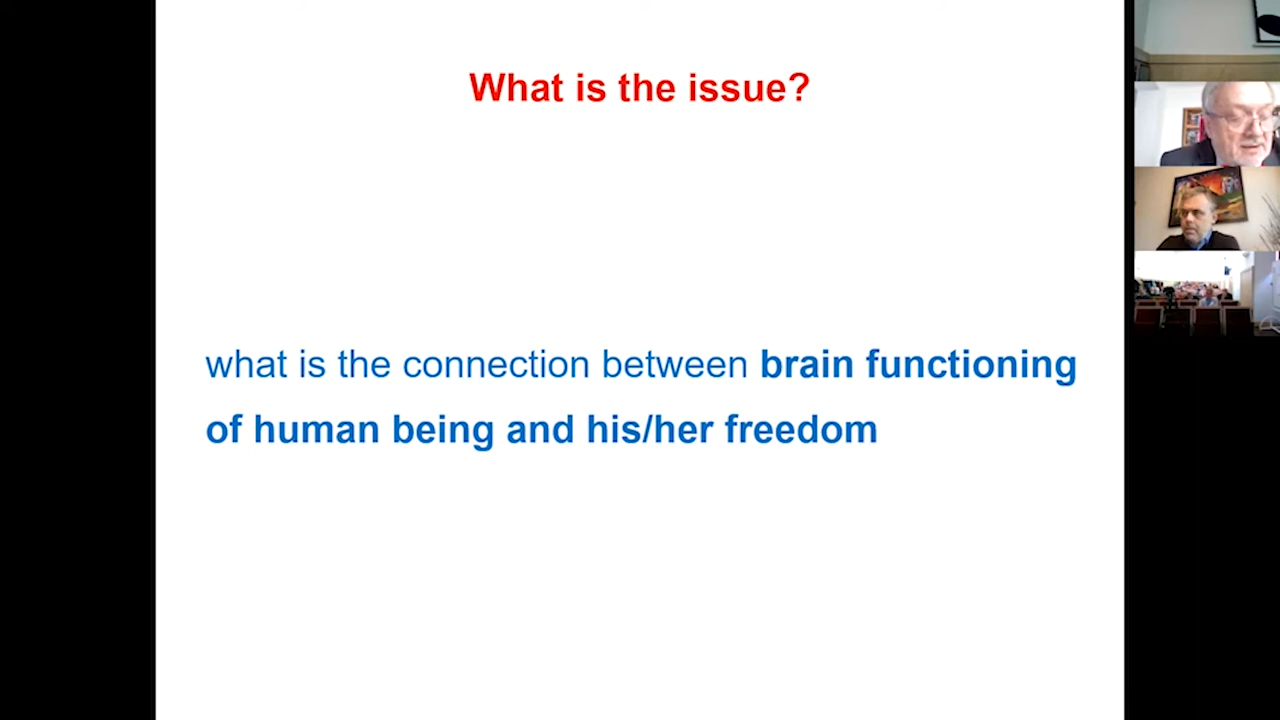 What is the issue?
what is the connection between brain functioning
of human being and his/her freedom